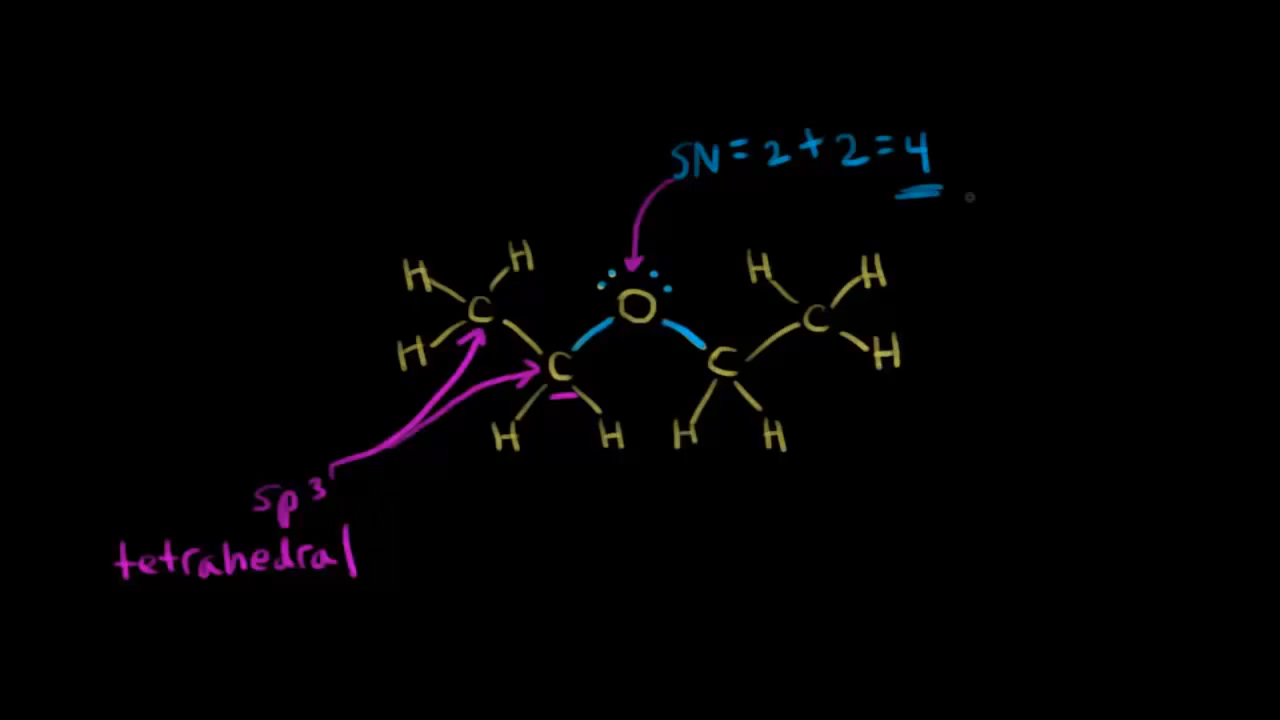 SN = 2 + 2 = 4
H H H H
C O C
H C C H
H H H H
sp³
tetrahedral